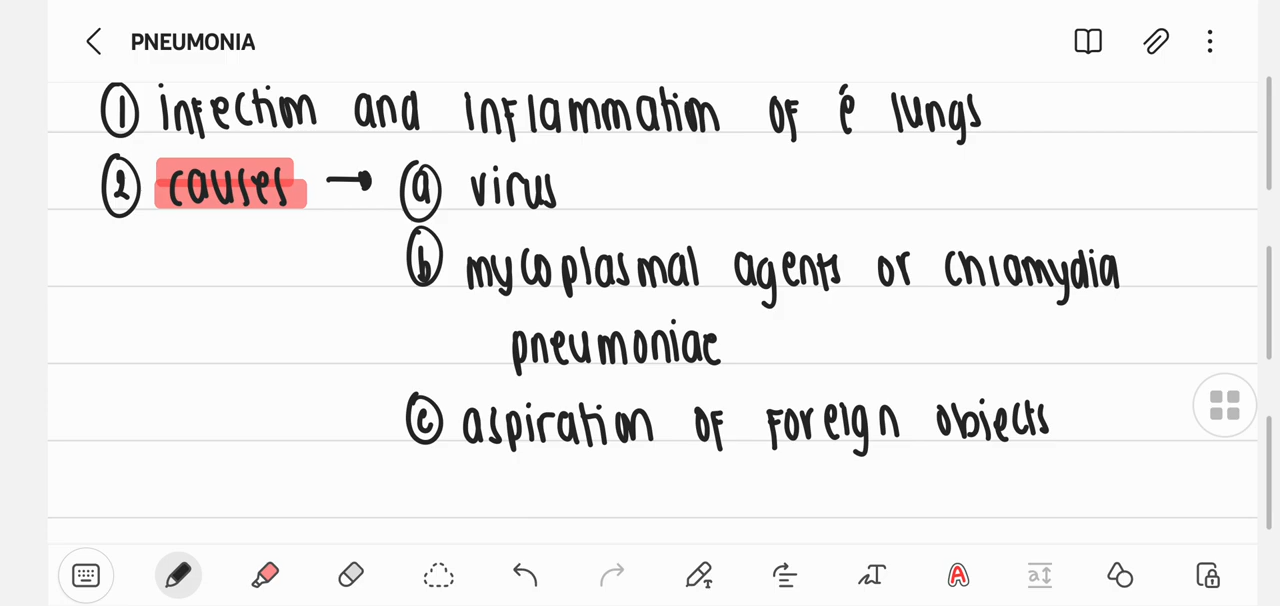 PNEUMONIA
① infection and inflammation of é lungs
② causes → ⓐ virus
ⓑ mycoplasmal agents or chlamydia
pneumoniae
ⓒ aspiration of foreign objects